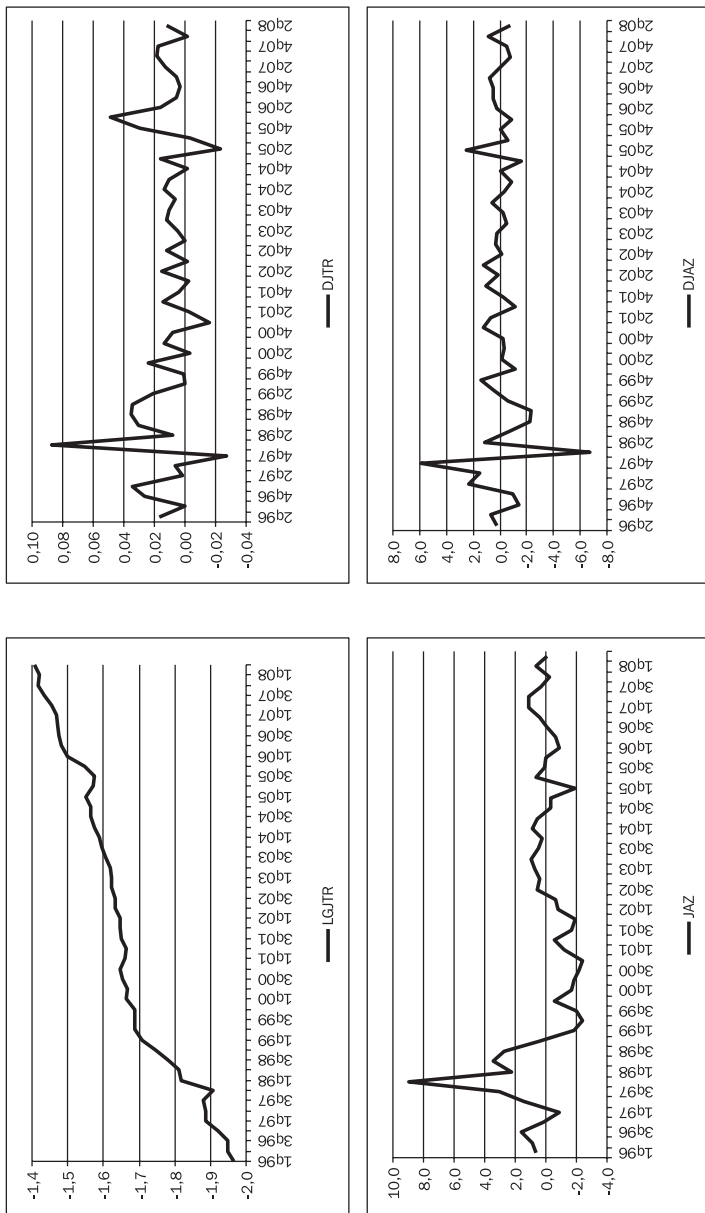 0,10
0,08
0,06
0,04
0,02
0,00
-0,02
-0,04
2q96
4q96
2q97
4q97
2q98
4q98
2q99
4q99
2q00
4q00
2q01
4q01
2q02
4q02
2q03
4q03
2q04
4q04
2q05
4q05
2q06
4q06
2q07
4q07
2q08
DJTR
8,0
6,0
4,0
2,0
0,0
-2,0
-4,0
-6,0
-8,0
2q96
4q96
2q97
4q97
2q98
4q98
2q99
4q99
2q00
4q00
2q01
4q01
2q02
4q02
2q03
4q03
2q04
4q04
2q05
4q05
2q06
4q06
2q07
4q07
2q08
DJAZ
-1,4
-1,5
-1,6
-1,7
-1,8
-1,9
-2,0
1q96
3q96
1q97
3q97
1q98
3q98
1q99
3q99
1q00
3q00
1q01
3q01
1q02
3q02
1q03
3q03
1q04
3q04
1q05
3q05
1q06
3q06
1q07
3q07
1q08
LGJTR
10,0
8,0
6,0
4,0
2,0
0,0
-2,0
-4,0
1q96
3q96
1q97
3q97
1q98
3q98
1q99
3q99
1q00
3q00
1q01
3q01
1q02
3q02
1q03
3q03
1q04
3q04
1q05
3q05
1q06
3q06
1q07
3q07
1q08
JAZ